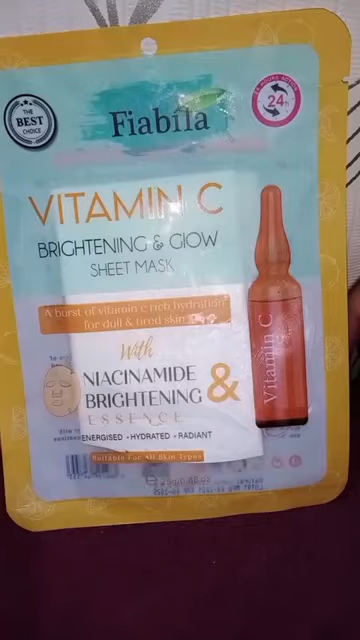 THE
BEST
CHOICE
24h
Fiabila
VITAMIN C
BRIGHTENING & GlOW
SHEET MASK
A burst of vitamin c rich hydration
for dull & tired skin
With
NIACINAMIDE
BRIGHTENING &
ESSENCE
ENERGISED • HYDRATED • RADIANT
Suitable For All Skin Types
Vitamin C